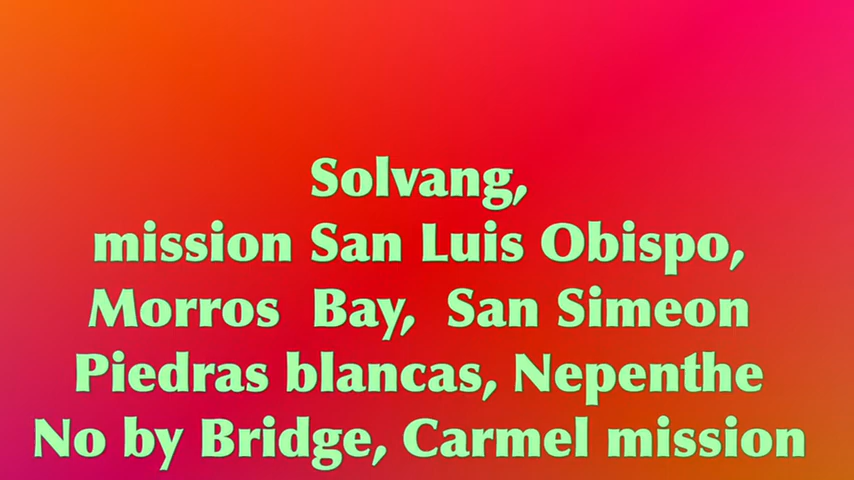 Solvang,
mission San Luis Obispo,
Morros Bay, San Simeon
Piedras blancas, Nepenthe
No by Bridge, Carmel mission